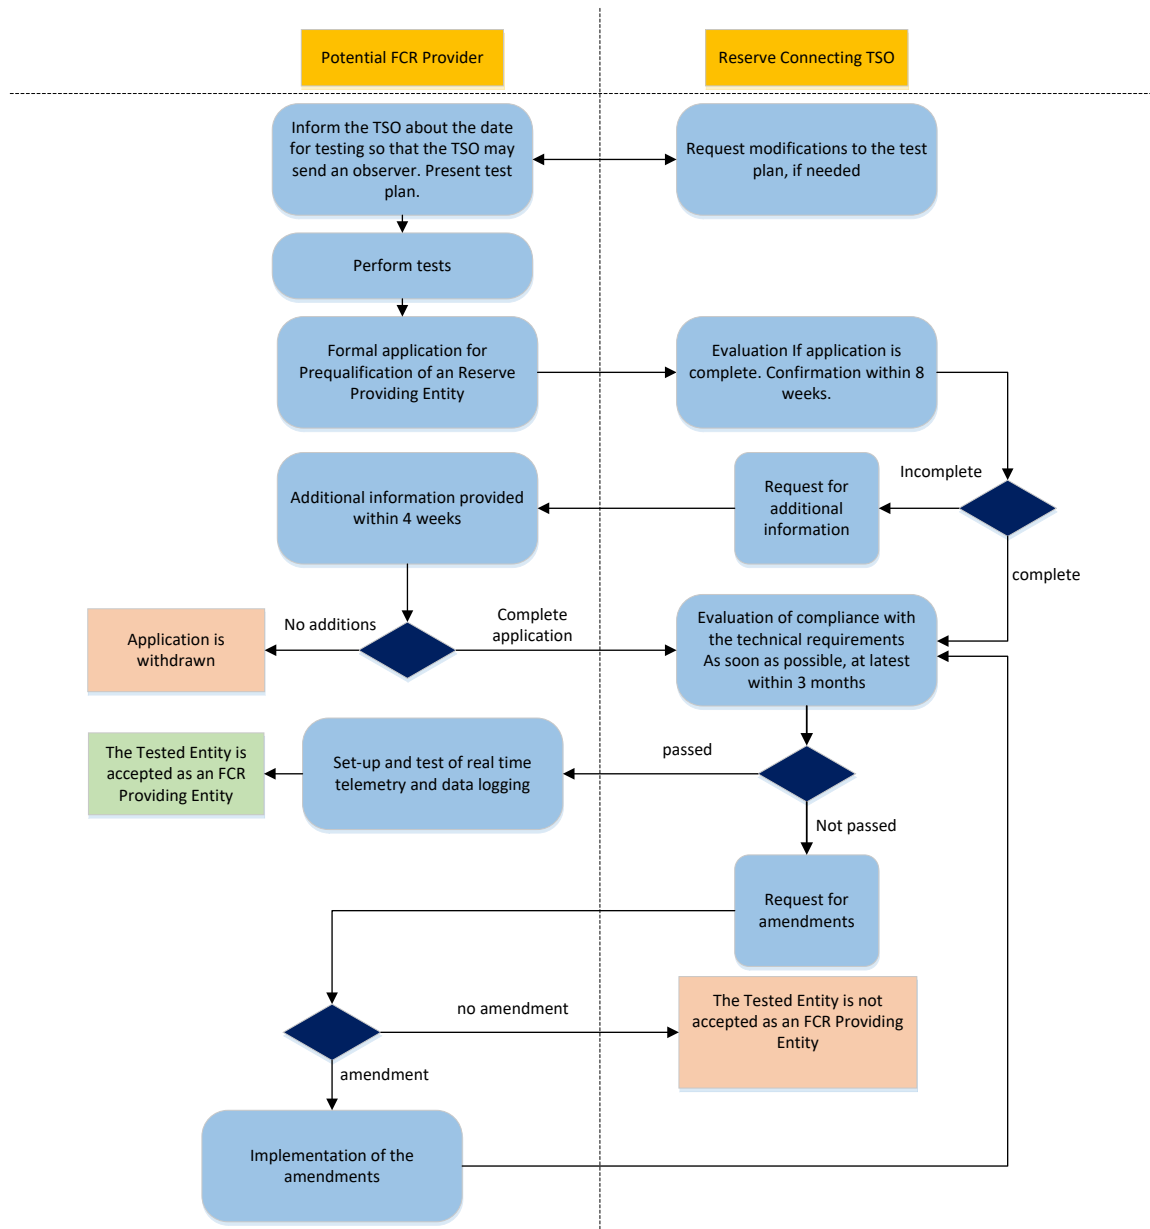 Potential FCR Provider
Reserve Connecting TSO
Inform the TSO about the date
for testing so that the TSO may
send an observer. Present test
plan.
Request modifications to the test
plan, if needed
Perform tests
Formal application for
Prequalification of an Reserve
Providing Entity
Evaluation If application is
complete. Confirmation within 8
weeks.
Incomplete
Request for
additional
information
Additional information provided
within 4 weeks
complete
No additions
Complete
application
Application is
withdrawn
Evaluation of compliance with
the technical requirements
As soon as possible, at latest
within 3 months
passed
The Tested Entity is
accepted as an FCR
Providing Entity
Set-up and test of real time
telemetry and data logging
Not passed
Request for
amendments
no amendment
The Tested Entity is not
accepted as an FCR Providing
Entity
amendment
Implementation of the
amendments